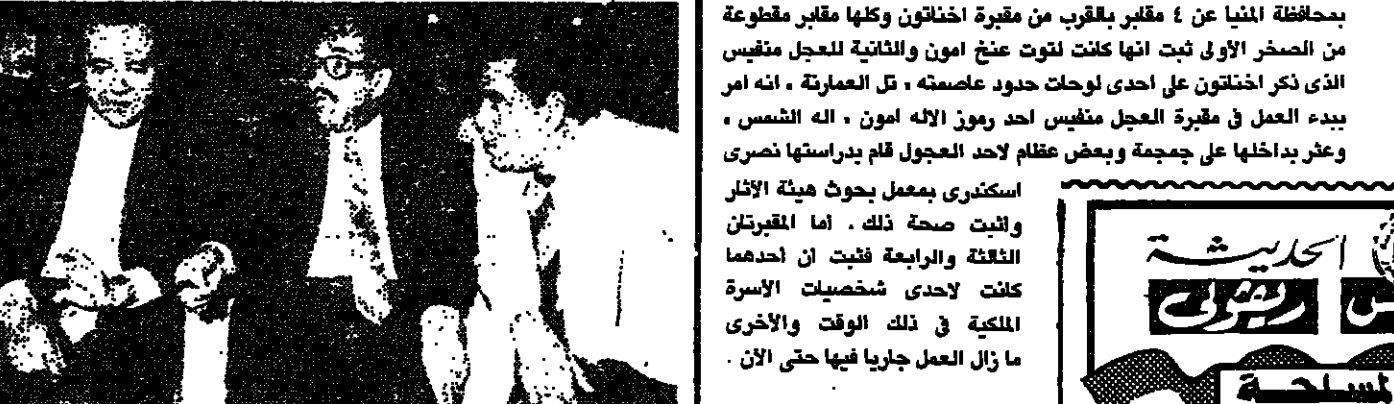 بمحافظة المنيا عن ٤ مقابر بالقرب من مقبرة اخناتون وكلها مقابر مقطوعة
من الصخر الأولى ثبت انها كانت لتوت عنخ امون والثانية للعجل منفيس
الذى ذكر اخناتون على احدى لوحات حدود عاصمته ، تل العمارنة ، انه امر
ببدء العمل فى مقبرة العجل منفيس احد رموز الاله امون ، اله الشمس ،
وعثر بداخلها على جمجمة وبعض عظام لاحد العجول قام بدراستها نصرى
اسكندرى بمعمل بحوث هيئة الآثار
واثبت صحة ذلك . أما المقبرتان
الثالثة والرابعة فثبت ان أحدهما
كانت لاحدى شخصيات الأسرة
الملكية فى ذلك الوقت والأخرى
ما زال العمل جاريا فيها حتى الآن .
الحديثة
ريفولى
المسلحة